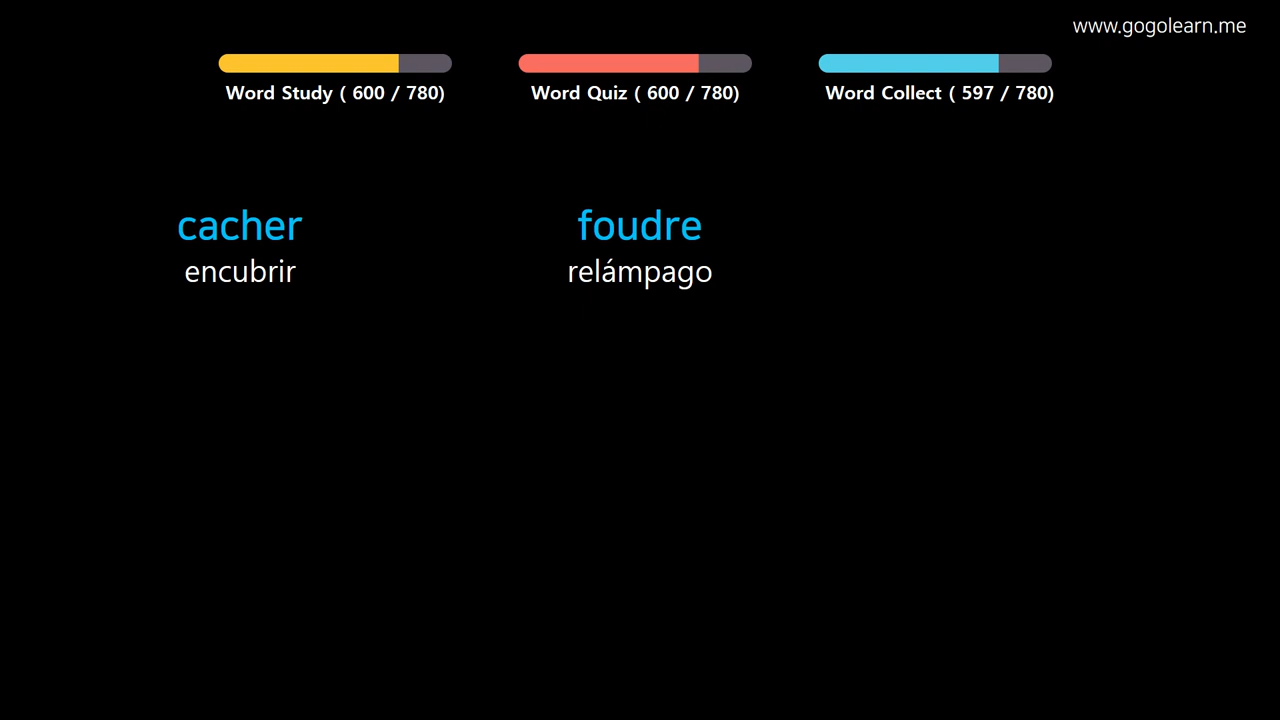 www.gogolearn.me
Word Study ( 600 / 780)
Word Quiz ( 600 / 780)
Word Collect ( 597 / 780)
cacher
encubrir
foudre
relámpago